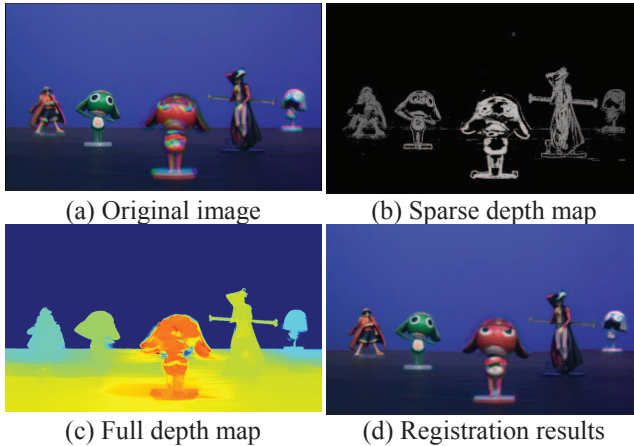 (a) Original image
(b) Sparse depth map
(c) Full depth map
(d) Registration results